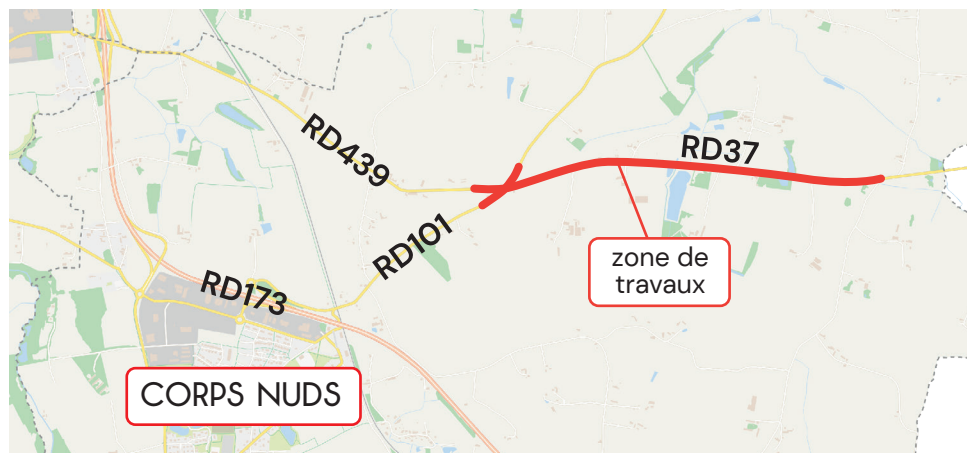 RD439
RD37
RD101
zone de
travaux
RD173
CORPS NUDS